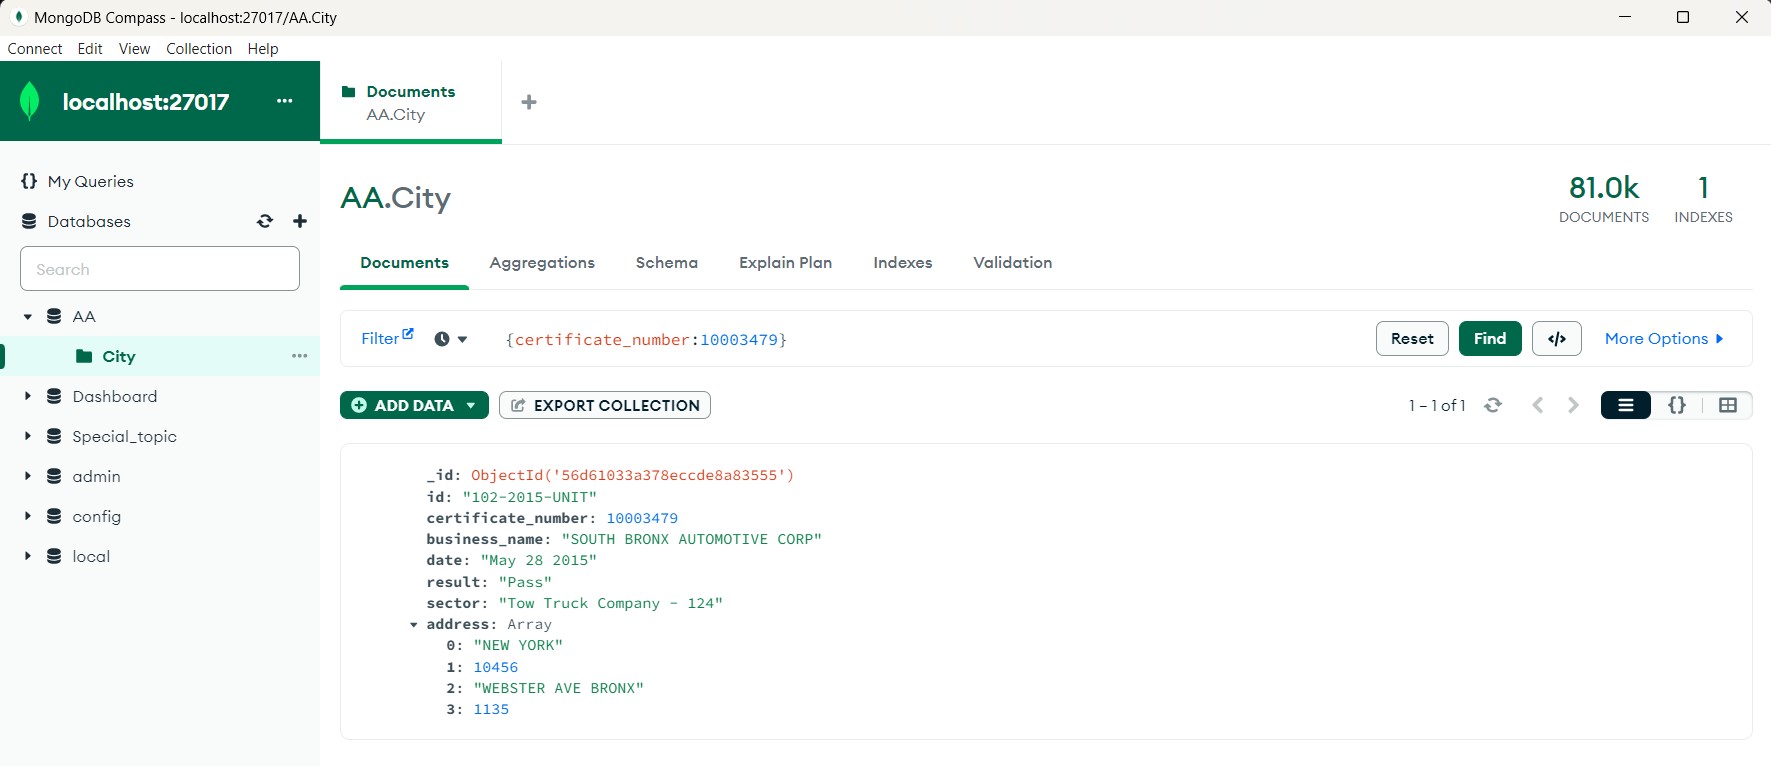 MongoDB Compass - localhost:27017/AA.City
Connect Edit View Collection Help
localhost:27017 ...
Documents
AA.City
My Queries
Databases
Search
AA
City
Dashboard
Special_topic
admin
config
local
AA.City
81.0k
DOCUMENTS
1
INDEXES
Documents Aggregations Schema Explain Plan Indexes Validation
Filter {certificate_number:10003479} Reset Find </> More Options
ADD DATA EXPORT COLLECTION 1 – 1 of 1 {}
_id: ObjectId('56d61033a378eccde8a83555')
id: "102-2015-UNIT"
certificate_number: 10003479
business_name: "SOUTH BRONX AUTOMOTIVE CORP"
date: "May 28 2015"
result: "Pass"
sector: "Tow Truck Company - 124"
address: Array
0: "NEW YORK"
1: 10456
2: "WEBSTER AVE BRONX"
3: 1135